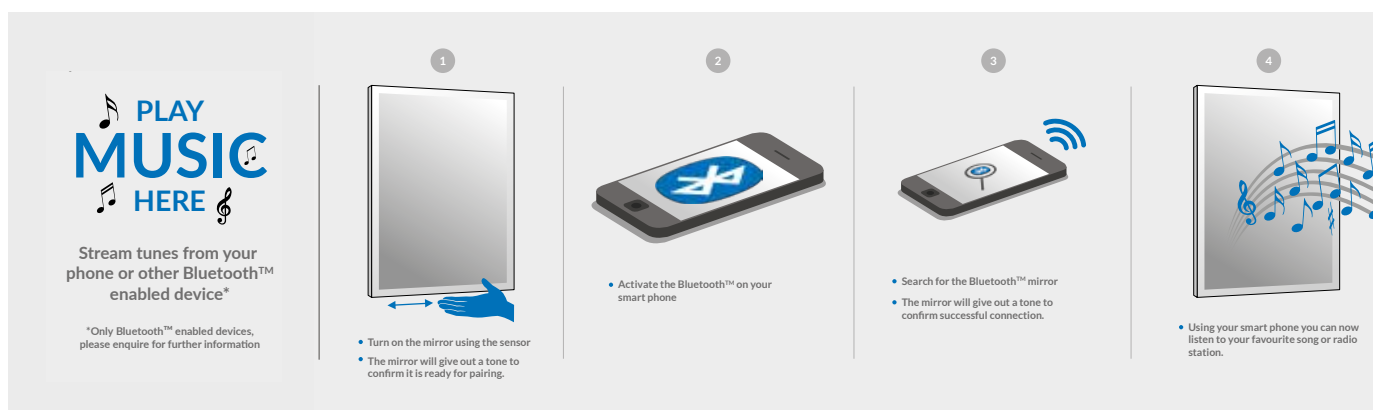 PLAY
MUSIC
HERE
Stream tunes from your
phone or other Bluetooth™
enabled device*
*Only Bluetooth™ enabled devices,
please enquire for further information
1
• Turn on the mirror using the sensor
• The mirror will give out a tone to
confirm it is ready for pairing.
2
• Activate the Bluetooth™ on your
smart phone
3
• Search for the Bluetooth™ mirror
• The mirror will give out a tone to
confirm successful connection.
4
• Using your smart phone you can now
listen to your favourite song or radio
station.